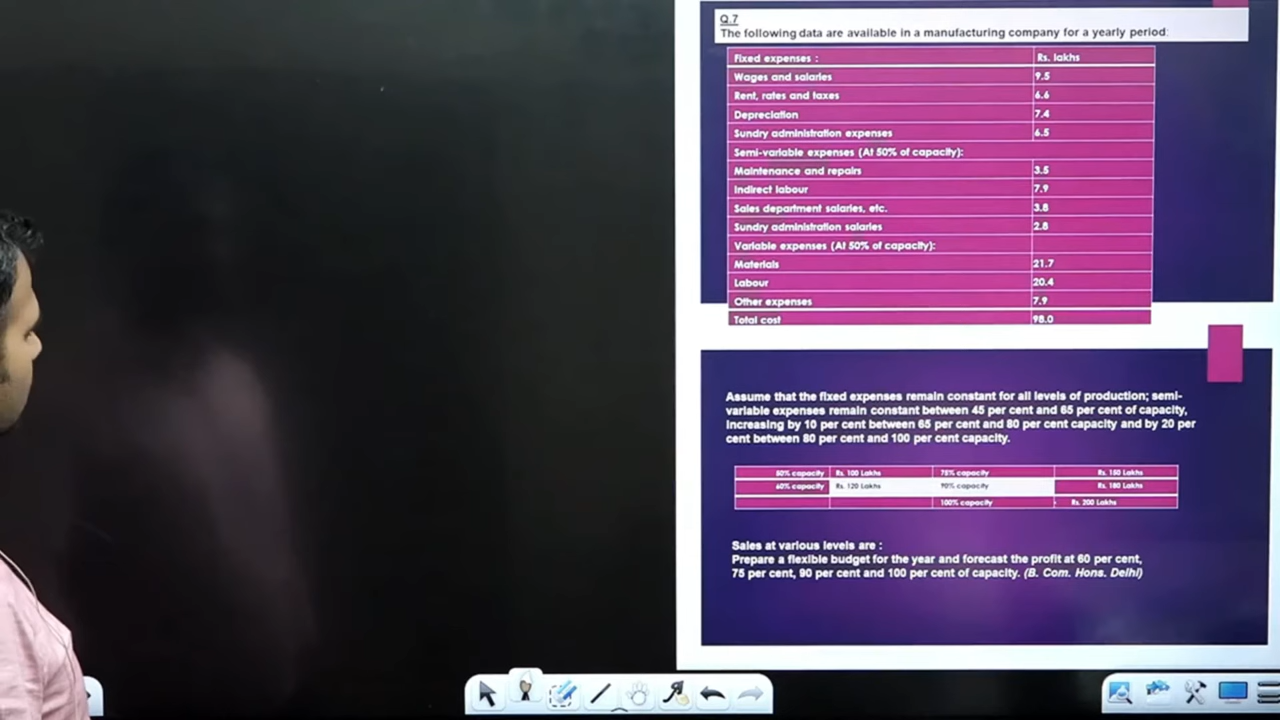 Q.7
The following data are available in a manufacturing company for a yearly period:
Fixed expenses : Rs. lakhs
Wages and salaries 9.5
Rent, rates and taxes 6.6
Depreciation 7.4
Sundry administration expenses 6.5
Semi-variable expenses (At 50% of capacity):
Maintenance and repairs 3.5
Indirect labour 7.9
Sales department salaries, etc. 3.8
Sundry administration salaries 2.8
Variable expenses (At 50% of capacity):
Materials 21.7
Labour 20.4
Other expenses 7.9
Total cost 98.0
Assume that the fixed expenses remain constant for all levels of production; semi-
variable expenses remain constant between 45 per cent and 65 per cent of capacity,
increasing by 10 per cent between 65 per cent and 80 per cent capacity and by 20 per
cent between 80 per cent and 100 per cent capacity.
50% capacity Rs. 100 Lakhs 75% capacity Rs. 150 Lakhs
60% capacity Rs. 120 Lakhs 90% capacity Rs. 180 Lakhs
100% capacity Rs. 200 Lakhs
Sales at various levels are :
Prepare a flexible budget for the year and forecast the profit at 60 per cent,
75 per cent, 90 per cent and 100 per cent of capacity. (B. Com. Hons. Delhi)